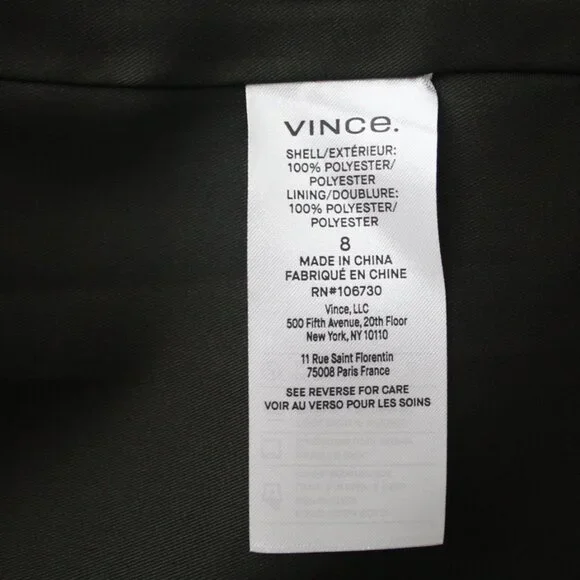 VINCe.
SHELL/EXTÉRIEUR:
100% POLYESTER/
POLYESTER
LINING/DOUBLURE:
100% POLYESTER/
POLYESTER
8
MADE IN CHINA
FABRIQUÉ EN CHINE
RN#106730
Vince, LLC
500 Fifth Avenue, 20th Floor
New York, NY 10110
11 Rue Saint Florentin
75008 Paris France
SEE REVERSE FOR CARE
VOIR AU VERSO POUR LES SOINS